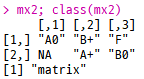 > mx2; class(mx2)
[,1] [,2] [,3]
[1,] "A0" "B+" "F"
[2,] NA "A+" "B0"
[1] "matrix"